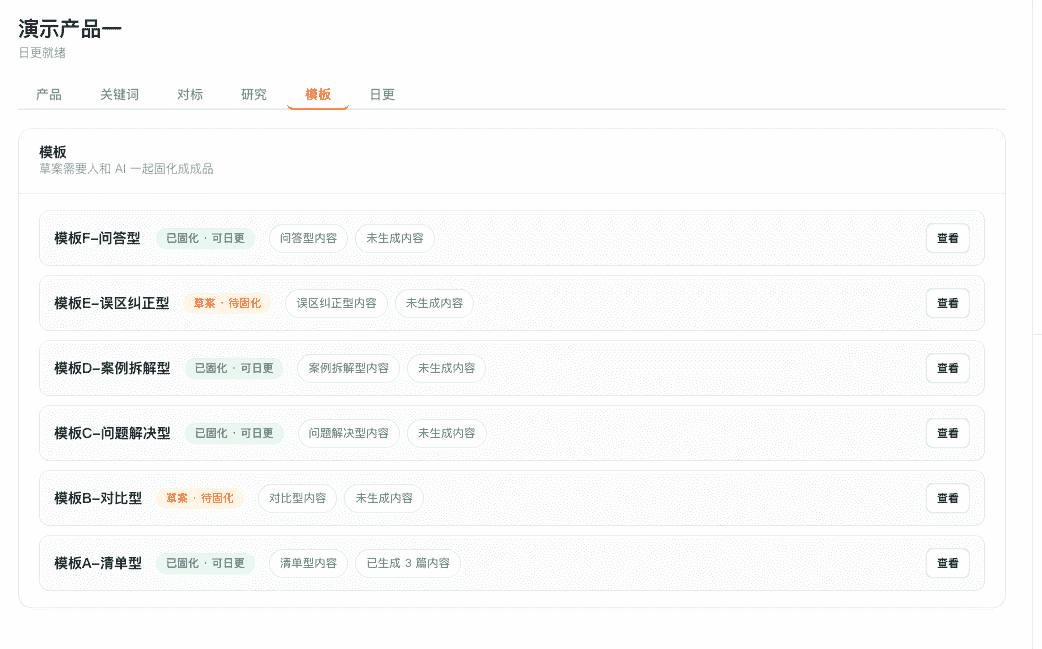 演示产品一
日更就绪
产品 关键词 对标 研究 模板 日更
模板
草案需要人和 AI 一起固化成成品
模板F–问答型 已固化 · 可日更 问答型内容 未生成内容 查看
模板E–误区纠正型 草案 · 待固化 误区纠正型内容 未生成内容 查看
模板D–案例拆解型 已固化 · 可日更 案例拆解型内容 未生成内容 查看
模板C–问题解决型 已固化 · 可日更 问题解决型内容 未生成内容 查看
模板B–对比型 草案 · 待固化 对比型内容 未生成内容 查看
模板A–清单型 已固化 · 可日更 清单型内容 已生成 3 篇内容 查看